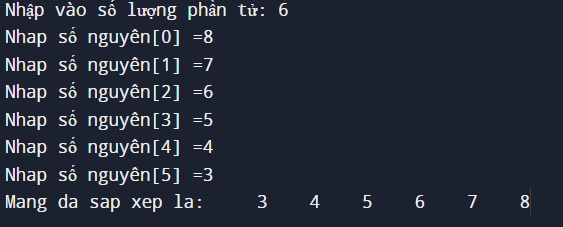 Nhập vào số lượng phần tử: 6
Nhap số nguyên[0] =8
Nhap số nguyên[1] =7
Nhap số nguyên[2] =6
Nhap số nguyên[3] =5
Nhap số nguyên[4] =4
Nhap số nguyên[5] =3
Mang da sap xep la:     3    4    5    6    7    8